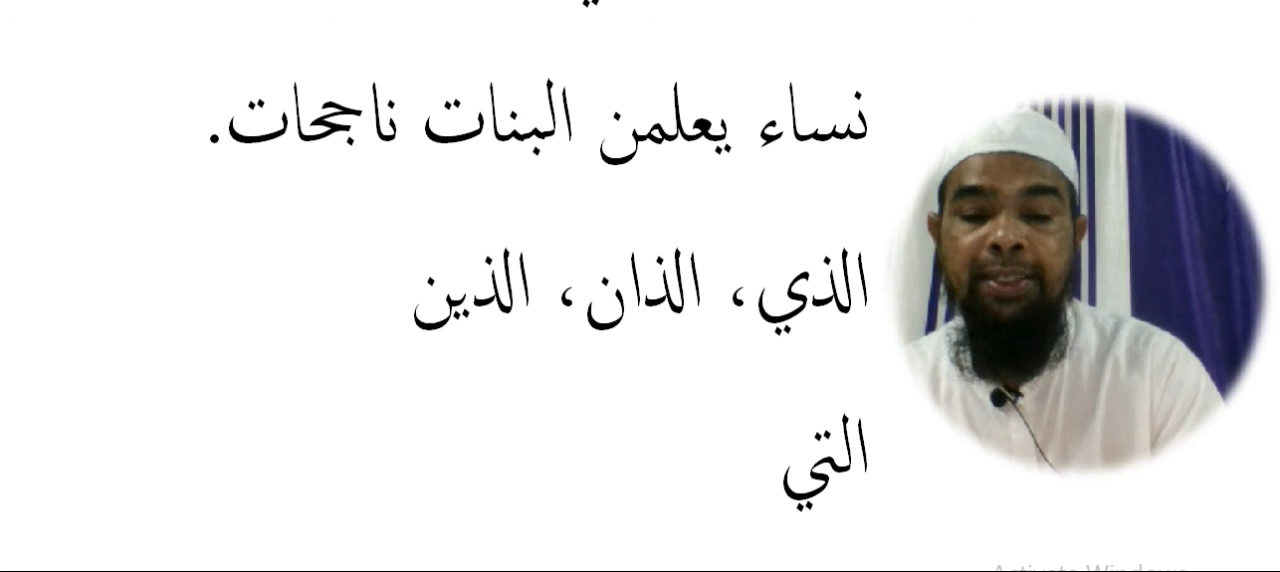 نساء يعلمن البنات ناجحات.
الذي، الذان، الذين
التي